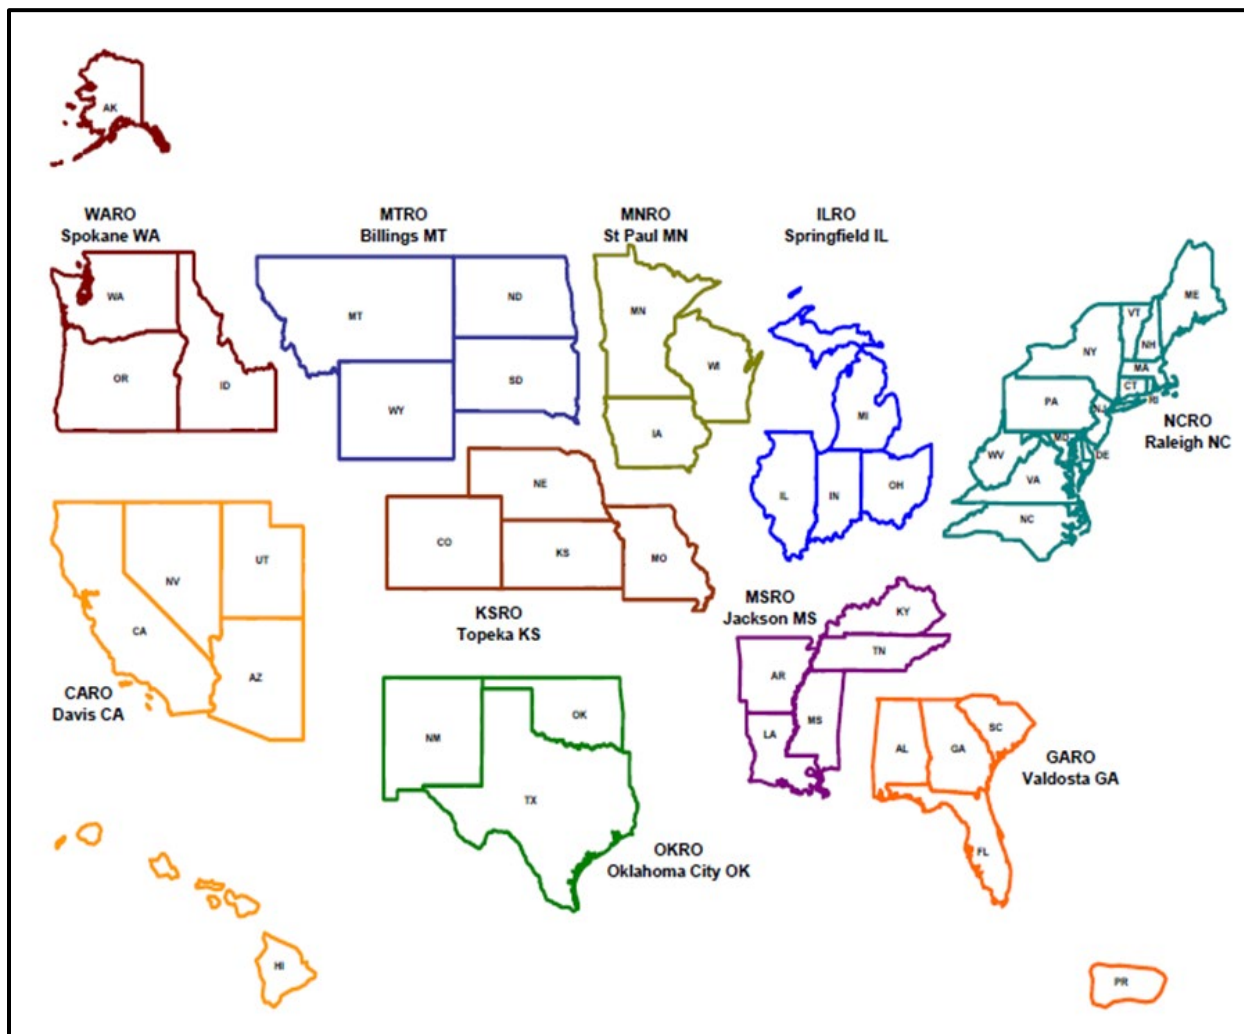 AK
WARO
Spokane WA
MTRO
Billings MT
MNRO
St Paul MN
ILRO
Springfield IL
WA
OR
ID
MT
ND
SD
WY
MN
WI
IA
MI
IL
IN
OH
ME
VT
NH
NY
MA
CT
RI
PA
NJ
MD
DE
WV
VA
NC
NCRO
Raleigh NC
NE
CO
KS
MO
KSRO
Topeka KS
UT
NV
CA
AZ
CARO
Davis CA
MSRO
Jackson MS
KY
TN
AR
MS
LA
NM
OK
TX
OKRO
Oklahoma City OK
AL
GA
SC
FL
GARO
Valdosta GA
HI
PR